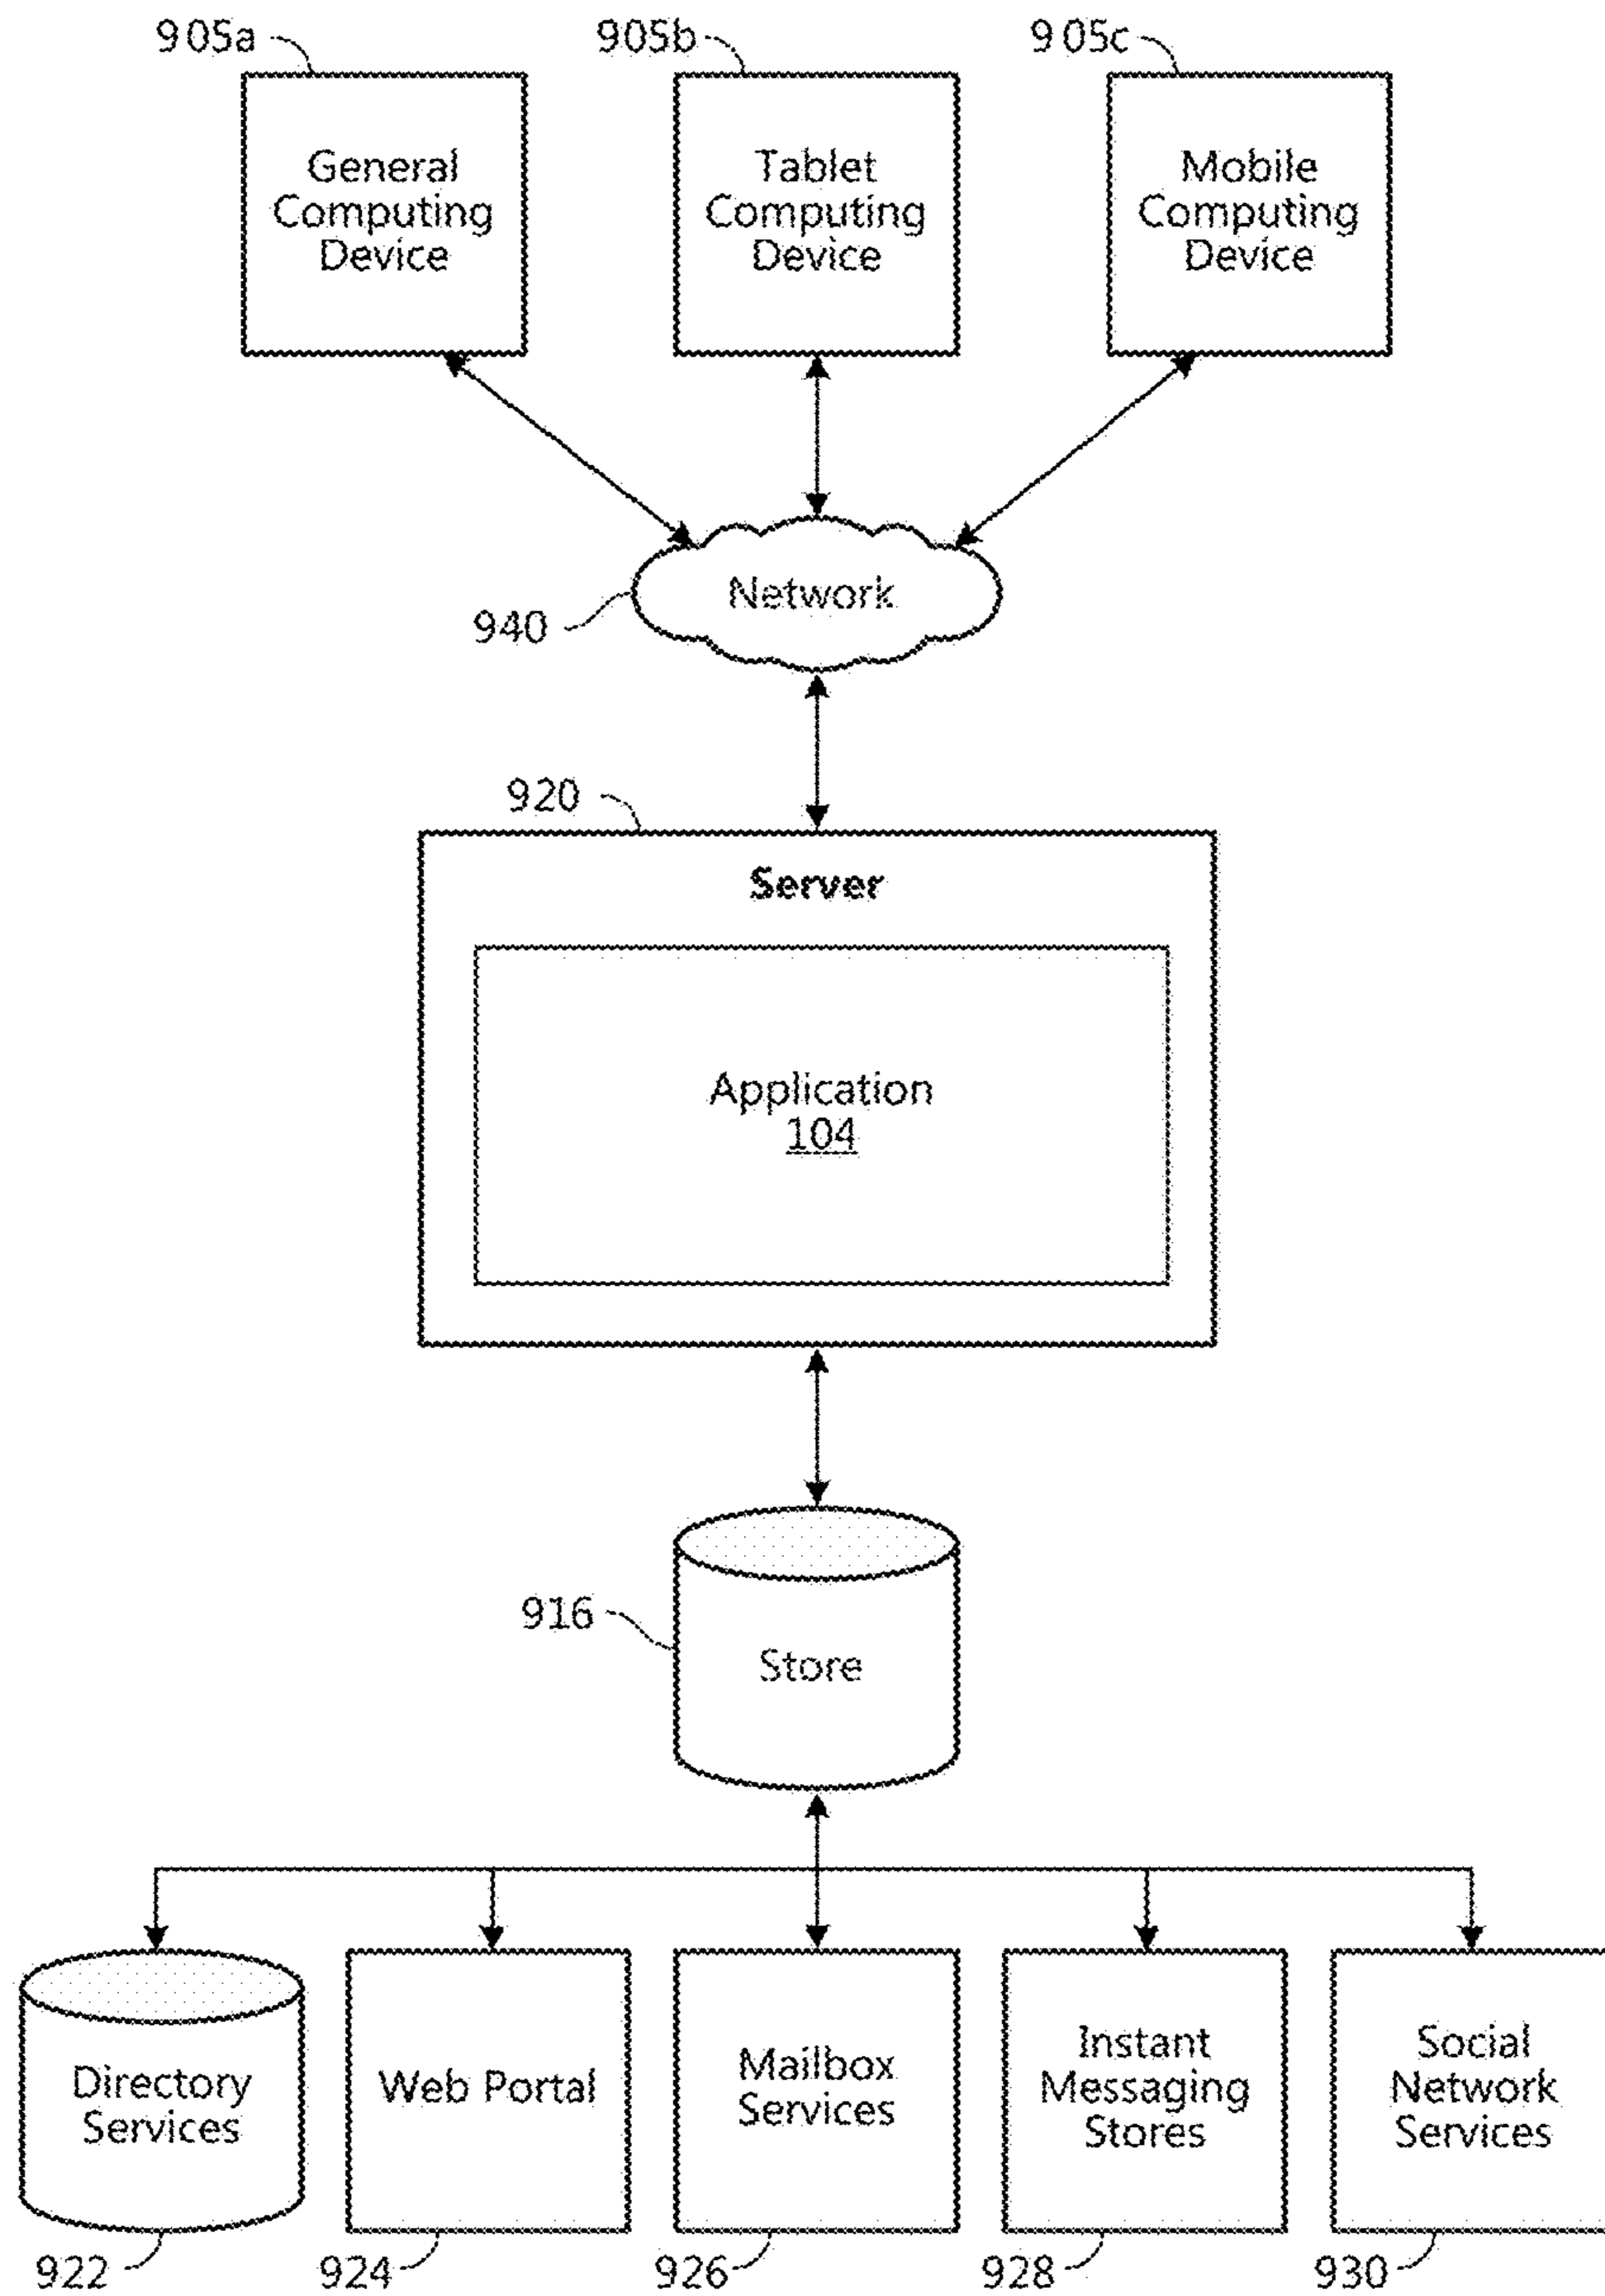 905a
905b
905c
General
Computing
Device
Tablet
Computing
Device
Mobile
Computing
Device
Network
940
920
Server
Application
104
916
Store
Directory
Services
Web Portal
Mailbox
Services
Instant
Messaging
Stores
Social
Network
Services
922
924
926
928
930